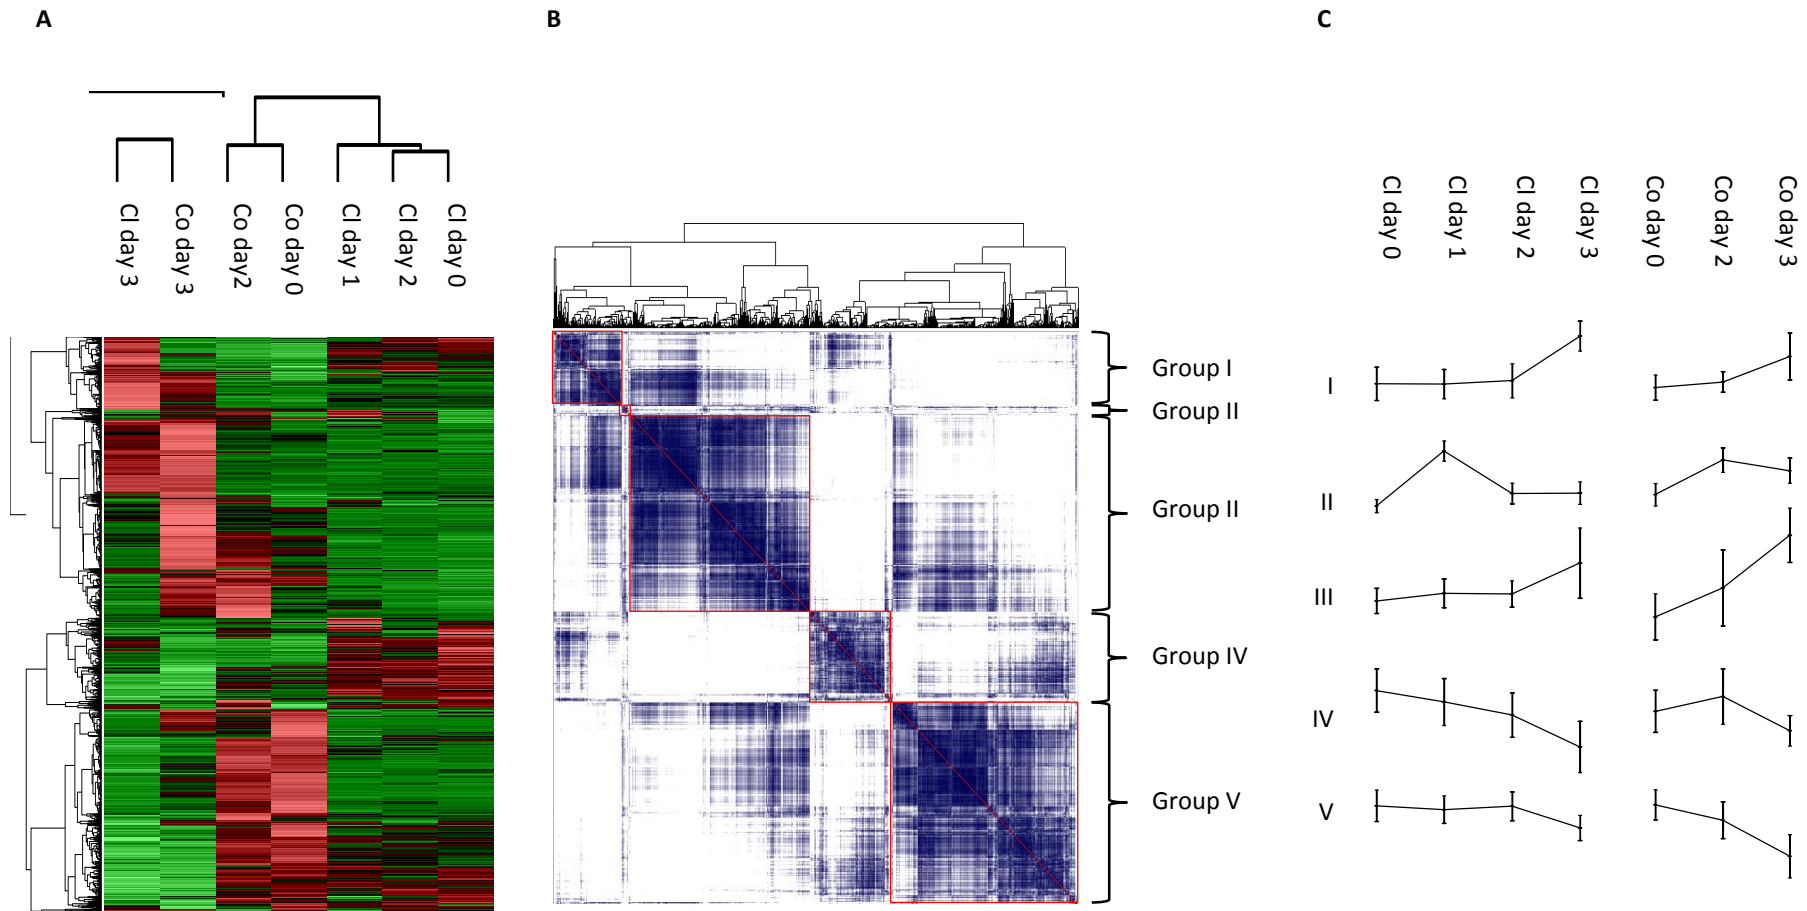 A
B
C
Cl day 3
Co day 3
Co day2
Co day 0
Cl day 1
Cl day 2
Cl day 0
Group I
Group II
Group II
Group IV
Group V
Cl day 0
Cl day 1
Cl day 2
Cl day 3
Co day 0
Co day 2
Co day 3
I
II
III
IV
V